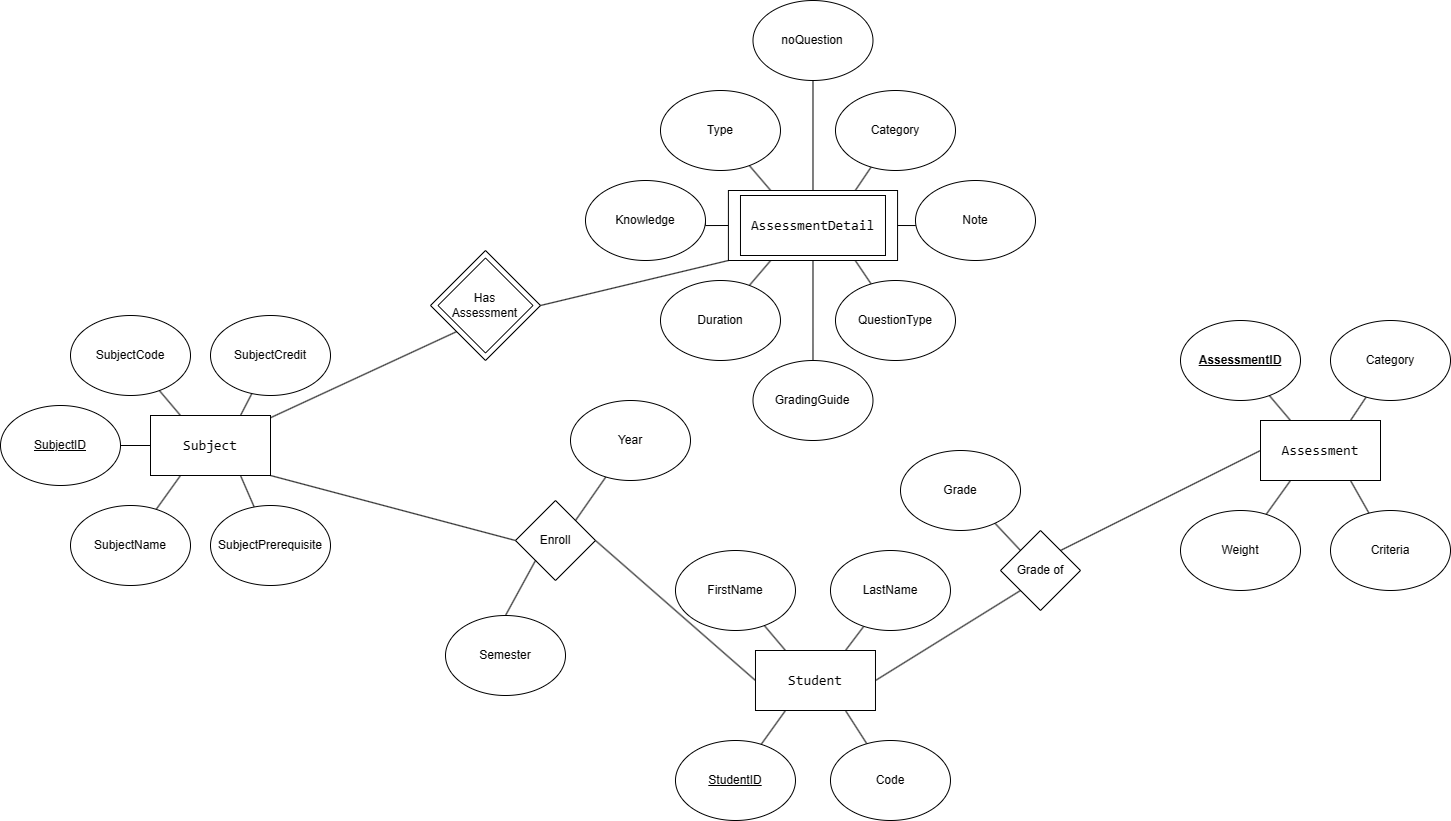 noQuestion
Type
Category
Knowledge
AssessmentDetail
Note
Has
Assessment
Duration
QuestionType
SubjectCode
SubjectCredit
AssessmentID
Category
GradingGuide
SubjectID
Subject
Year
Assessment
Grade
SubjectName
SubjectPrerequisite
Enroll
Weight
Criteria
Grade of
FirstName
LastName
Semester
Student
StudentID
Code